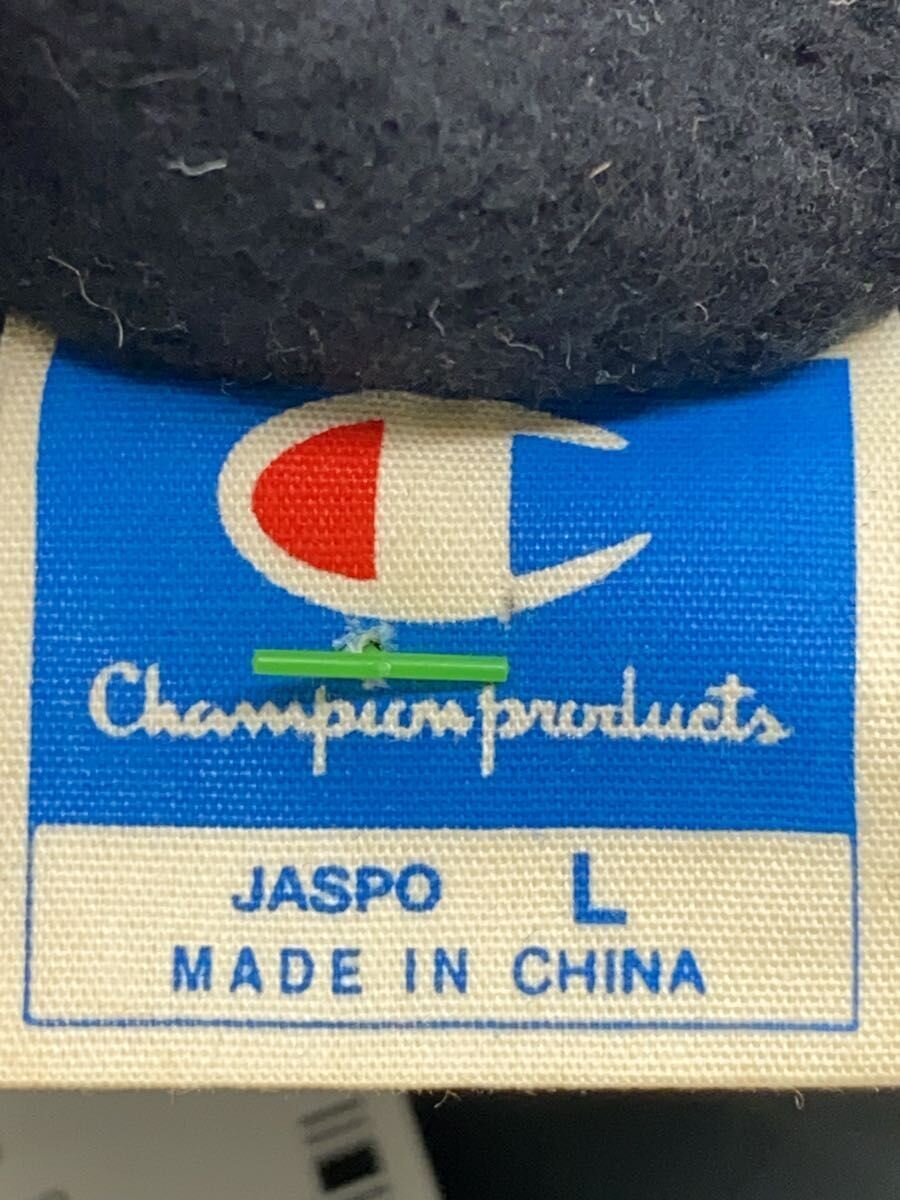 Champion products
JASPO L
MADE IN CHINA